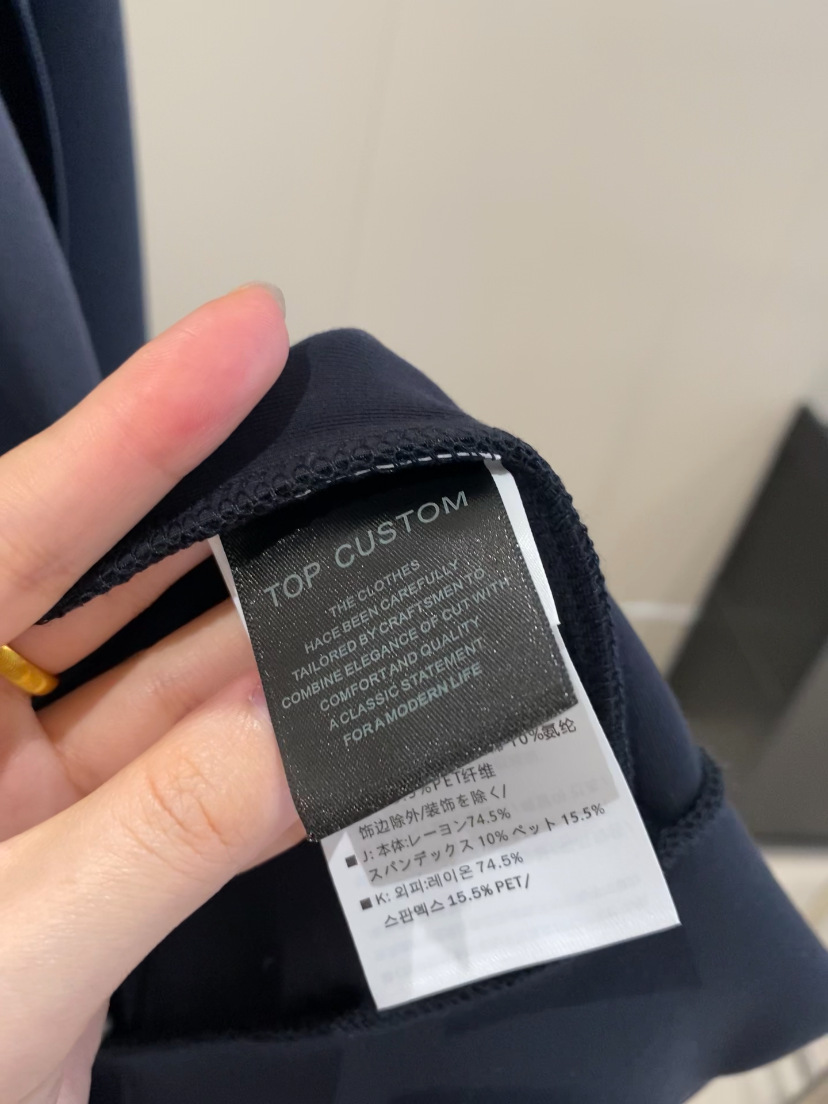 TOP CUSTOM
THE CLOTHES
HACE BEEN CAREFULLY
TAILORED BY CRAFTSMEN TO
COMBINE ELEGANCE OF CUT WITH
COMFORT AND QUALITY
A CLASSIC STATEMENT
FOR A MODERN LIFE
10%氨纶
5%PET纤维
饰边除外/装飾を除く/
■ J: 本体:レーヨン74.5%
スパンデックス 10% ペット 15.5%
■ K: 외피:레이온 74.5%
스판덱스 15.5% PET/